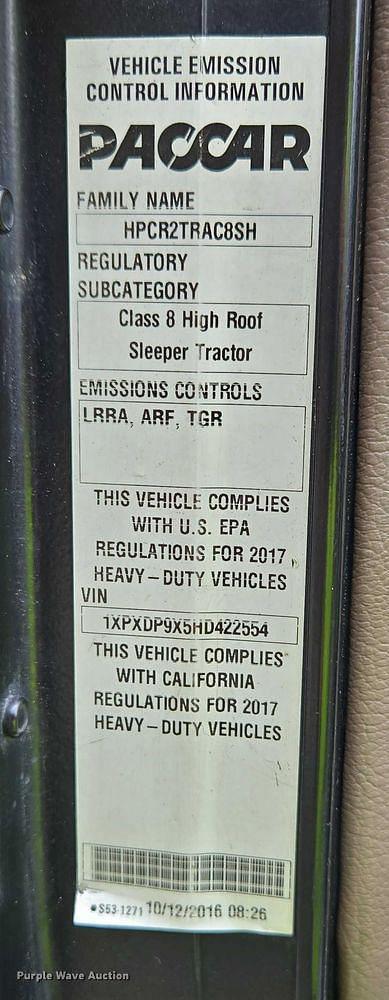 VEHICLE EMISSION
CONTROL INFORMATION
PACCAR
FAMILY NAME
HPCR2TRAC8SH
REGULATORY
SUBCATEGORY
Class 8 High Roof
Sleeper Tractor
EMISSIONS CONTROLS
LRRA, ARF, TGR
THIS VEHICLE COMPLIES
WITH U.S. EPA
REGULATIONS FOR 2017
HEAVY-DUTY VEHICLES
VIN
1XPXDP9X5HD422554
THIS VEHICLE COMPLIES
WITH CALIFORNIA
REGULATIONS FOR 2017
HEAVY-DUTY VEHICLES
S53-1271 10/12/2016 08:26
Purple Wave Auction